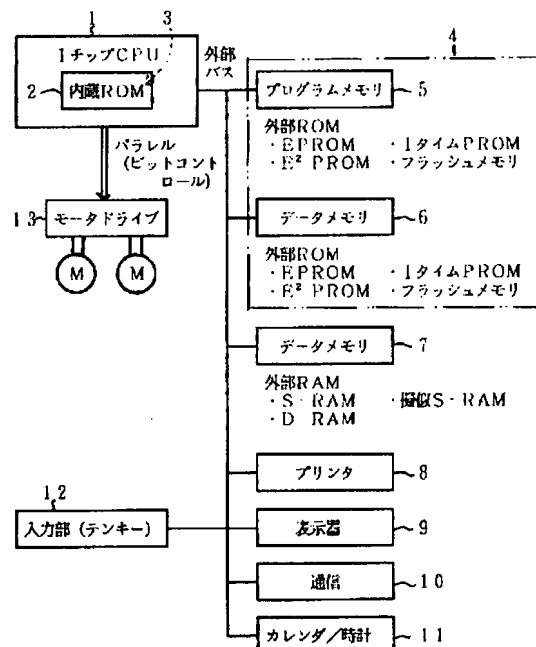 1
1チップCPU
3
2
内蔵ROM
外部
バス
4
プログラムメモリ
5
外部ROM
・EPROM ・1タイムPROM
・E² PROM ・フラッシュメモリ
パラレル
(ビットコント
ロール)
13
モータドライブ
M
M
データメモリ
6
外部ROM
・EPROM ・1タイムPROM
・E² PROM ・フラッシュメモリ
データメモリ
7
外部RAM
・S-RAM ・擬似S-RAM
・D RAM
プリンタ
8
12
入力部(テンキー)
表示器
9
通信
10
カレンダ/時計
11